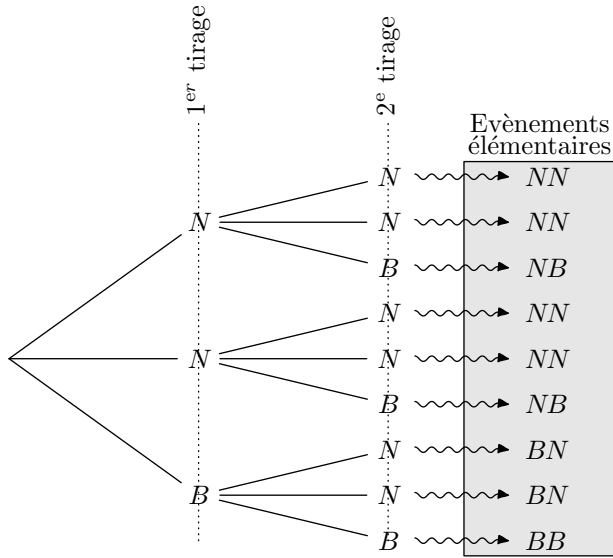 1er tirage
2e tirage
Evènements
élémentaires
N NN
N N NN
B NB
N NN
N N NN
B NB
N BN
B N BN
B BB